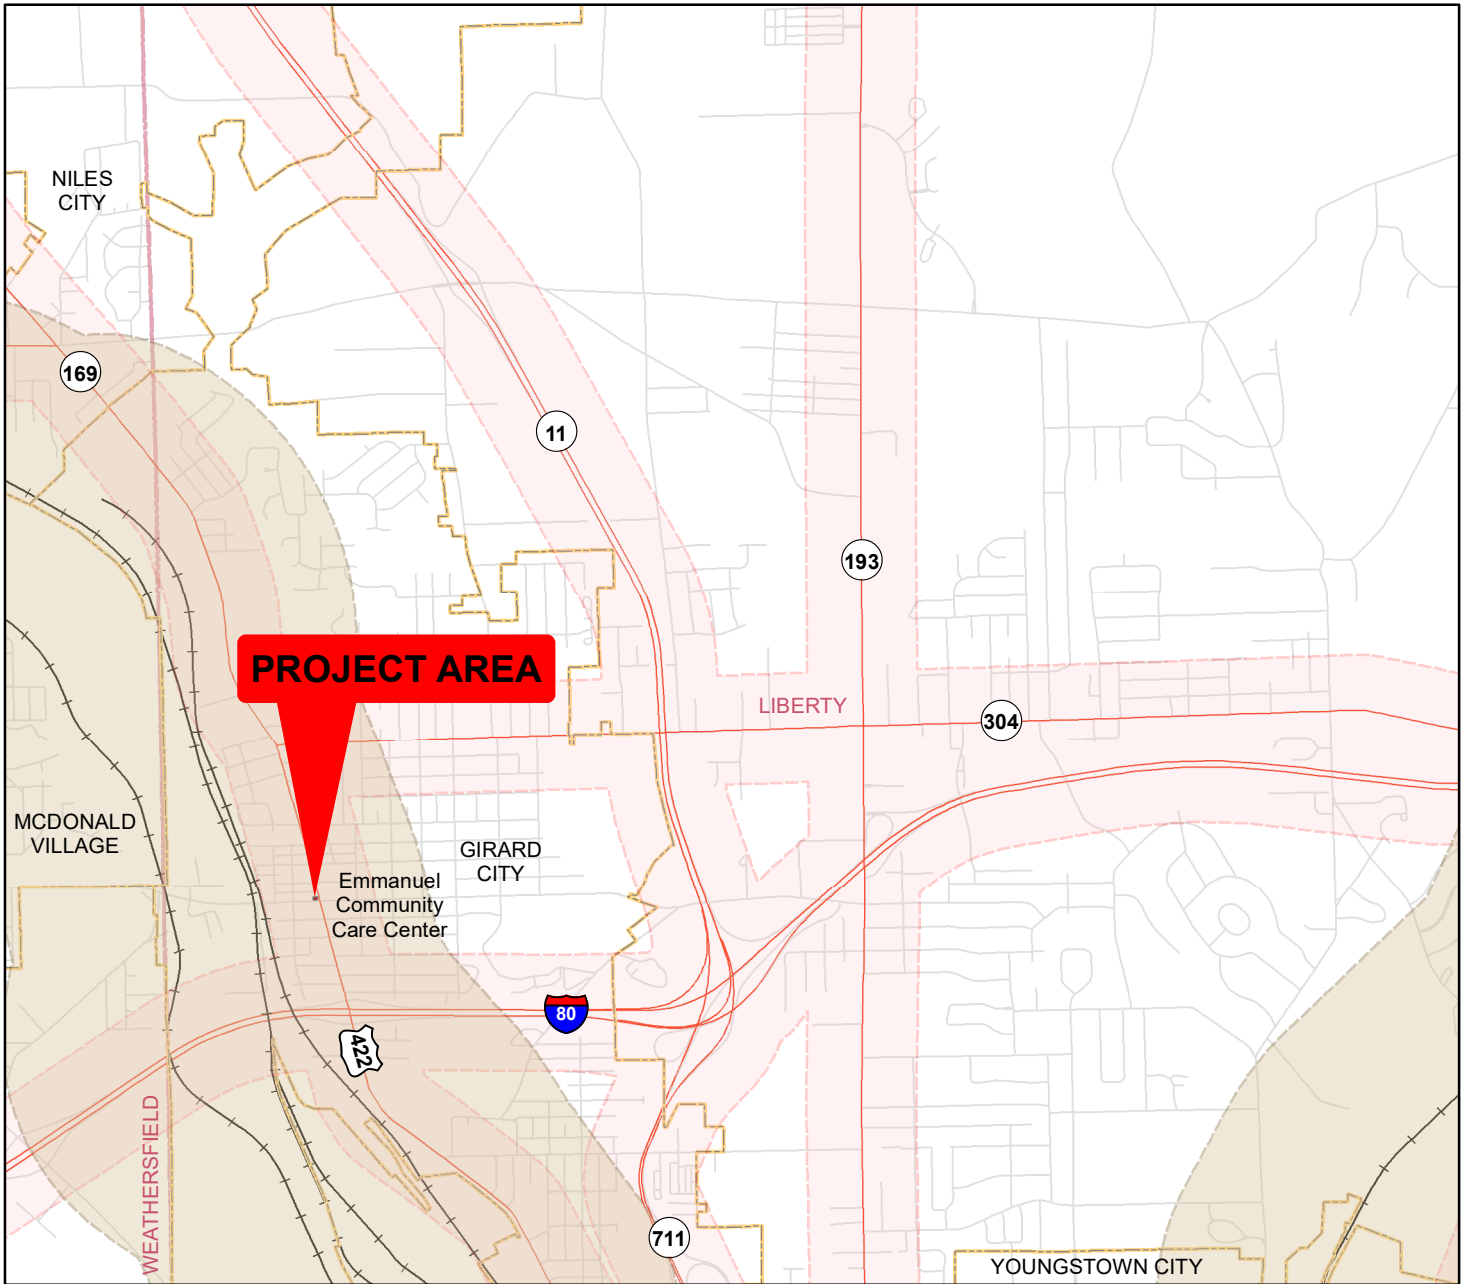 NILES
CITY
169
11
193
PROJECT AREA
LIBERTY
304
MCDONALD
VILLAGE
GIRARD
CITY
Emmanuel
Community
Care Center
80
422
WEATHERSFIELD
711
YOUNGSTOWN CITY